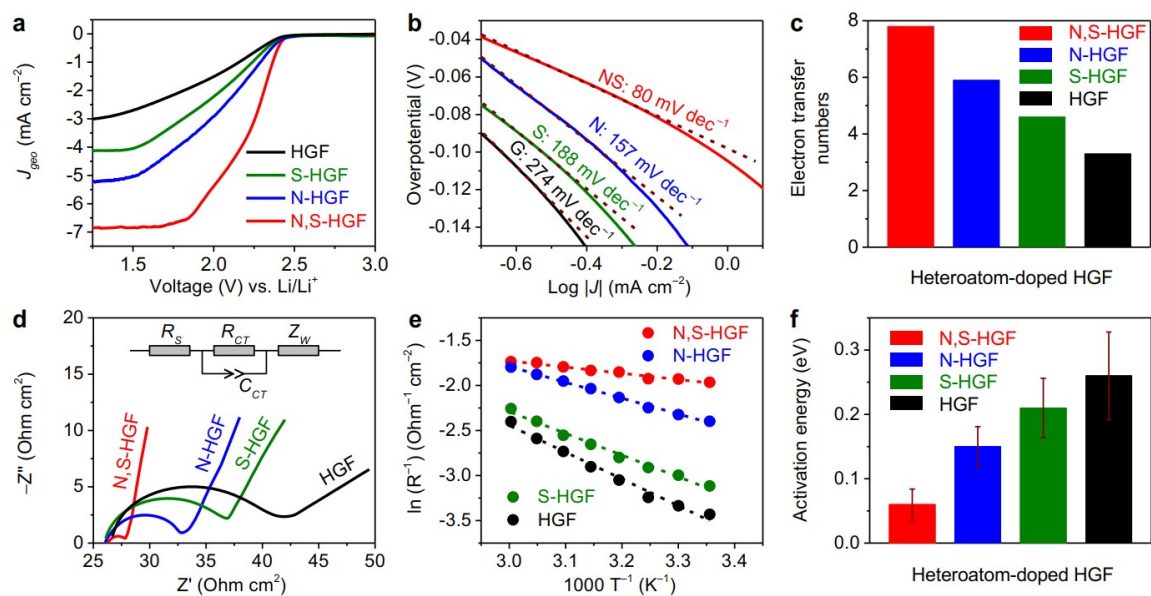 a
J_geo (mA cm⁻²)
0
-1
-2
-3
-4
-5
-6
-7
HGF
S-HGF
N-HGF
N,S-HGF
1.5 2.0 2.5 3.0
Voltage (V) vs. Li/Li⁺
b
Overpotential (V)
-0.04
-0.06
-0.08
-0.10
-0.12
-0.14
NS: 80 mV dec⁻¹
N: 157 mV dec⁻¹
S: 188 mV dec⁻¹
G: 274 mV dec⁻¹
-0.6 -0.4 -0.2 0.0
Log |J| (mA cm⁻²)
c
Electron transfer
numbers
8
6
4
2
0
N,S-HGF
N-HGF
S-HGF
HGF
Heteroatom-doped HGF
d
−Z" (Ohm cm²)
20
15
10
5
0
R_S R_CT Z_W
C_CT
N,S-HGF
N-HGF
S-HGF
HGF
25 30 35 40 45 50
Z' (Ohm cm²)
e
ln (R⁻¹) (Ohm⁻¹ cm⁻²)
-1.5
-2.0
-2.5
-3.0
-3.5
N,S-HGF
N-HGF
S-HGF
HGF
3.0 3.1 3.2 3.3 3.4
1000 T⁻¹ (K⁻¹)
f
Activation energy (eV)
0.3
0.2
0.1
0.0
N,S-HGF
N-HGF
S-HGF
HGF
Heteroatom-doped HGF